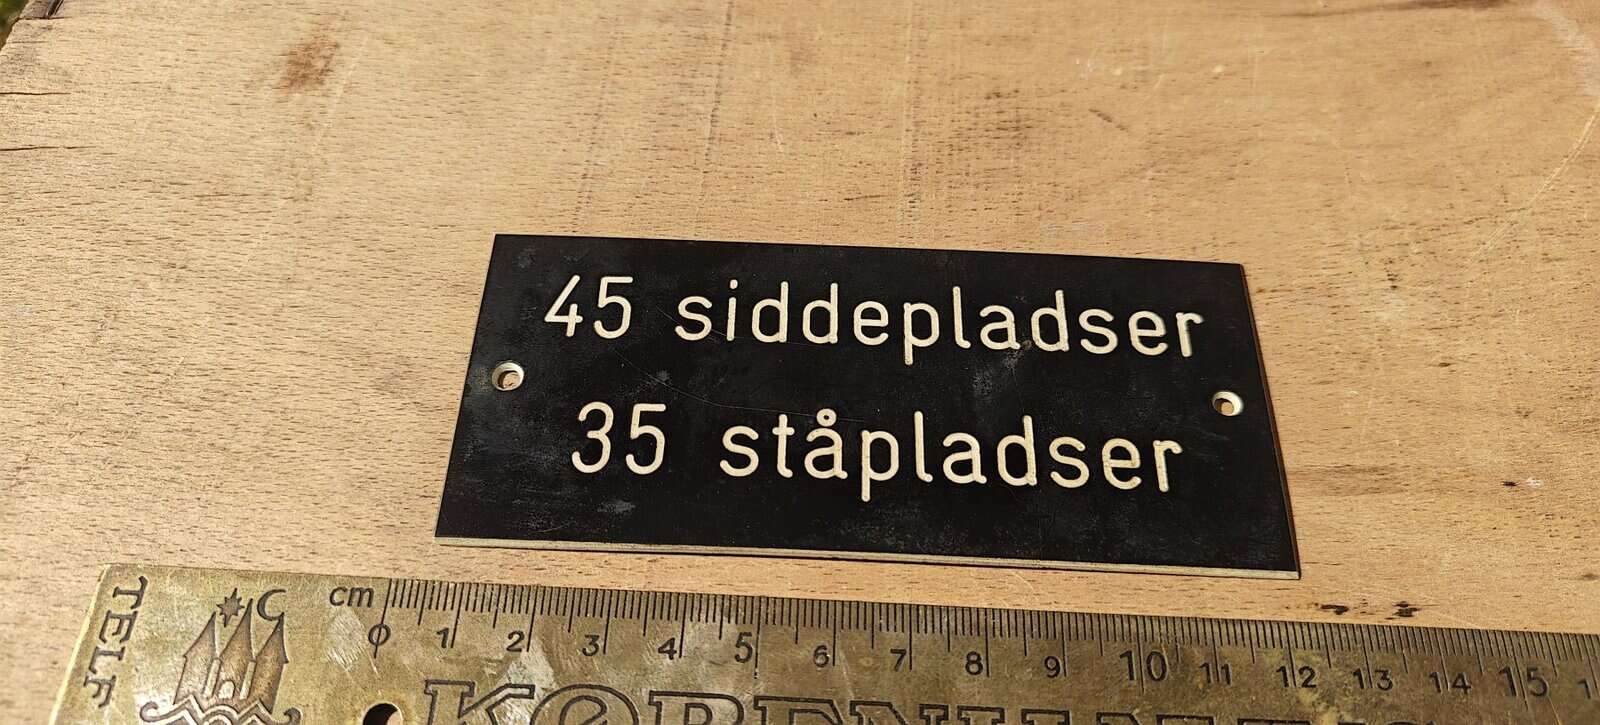 45 siddepladser
35 ståpladser
cm
0 1 2 3 4 5 6 7 8 9 10 11 12 13 14 15
TELF